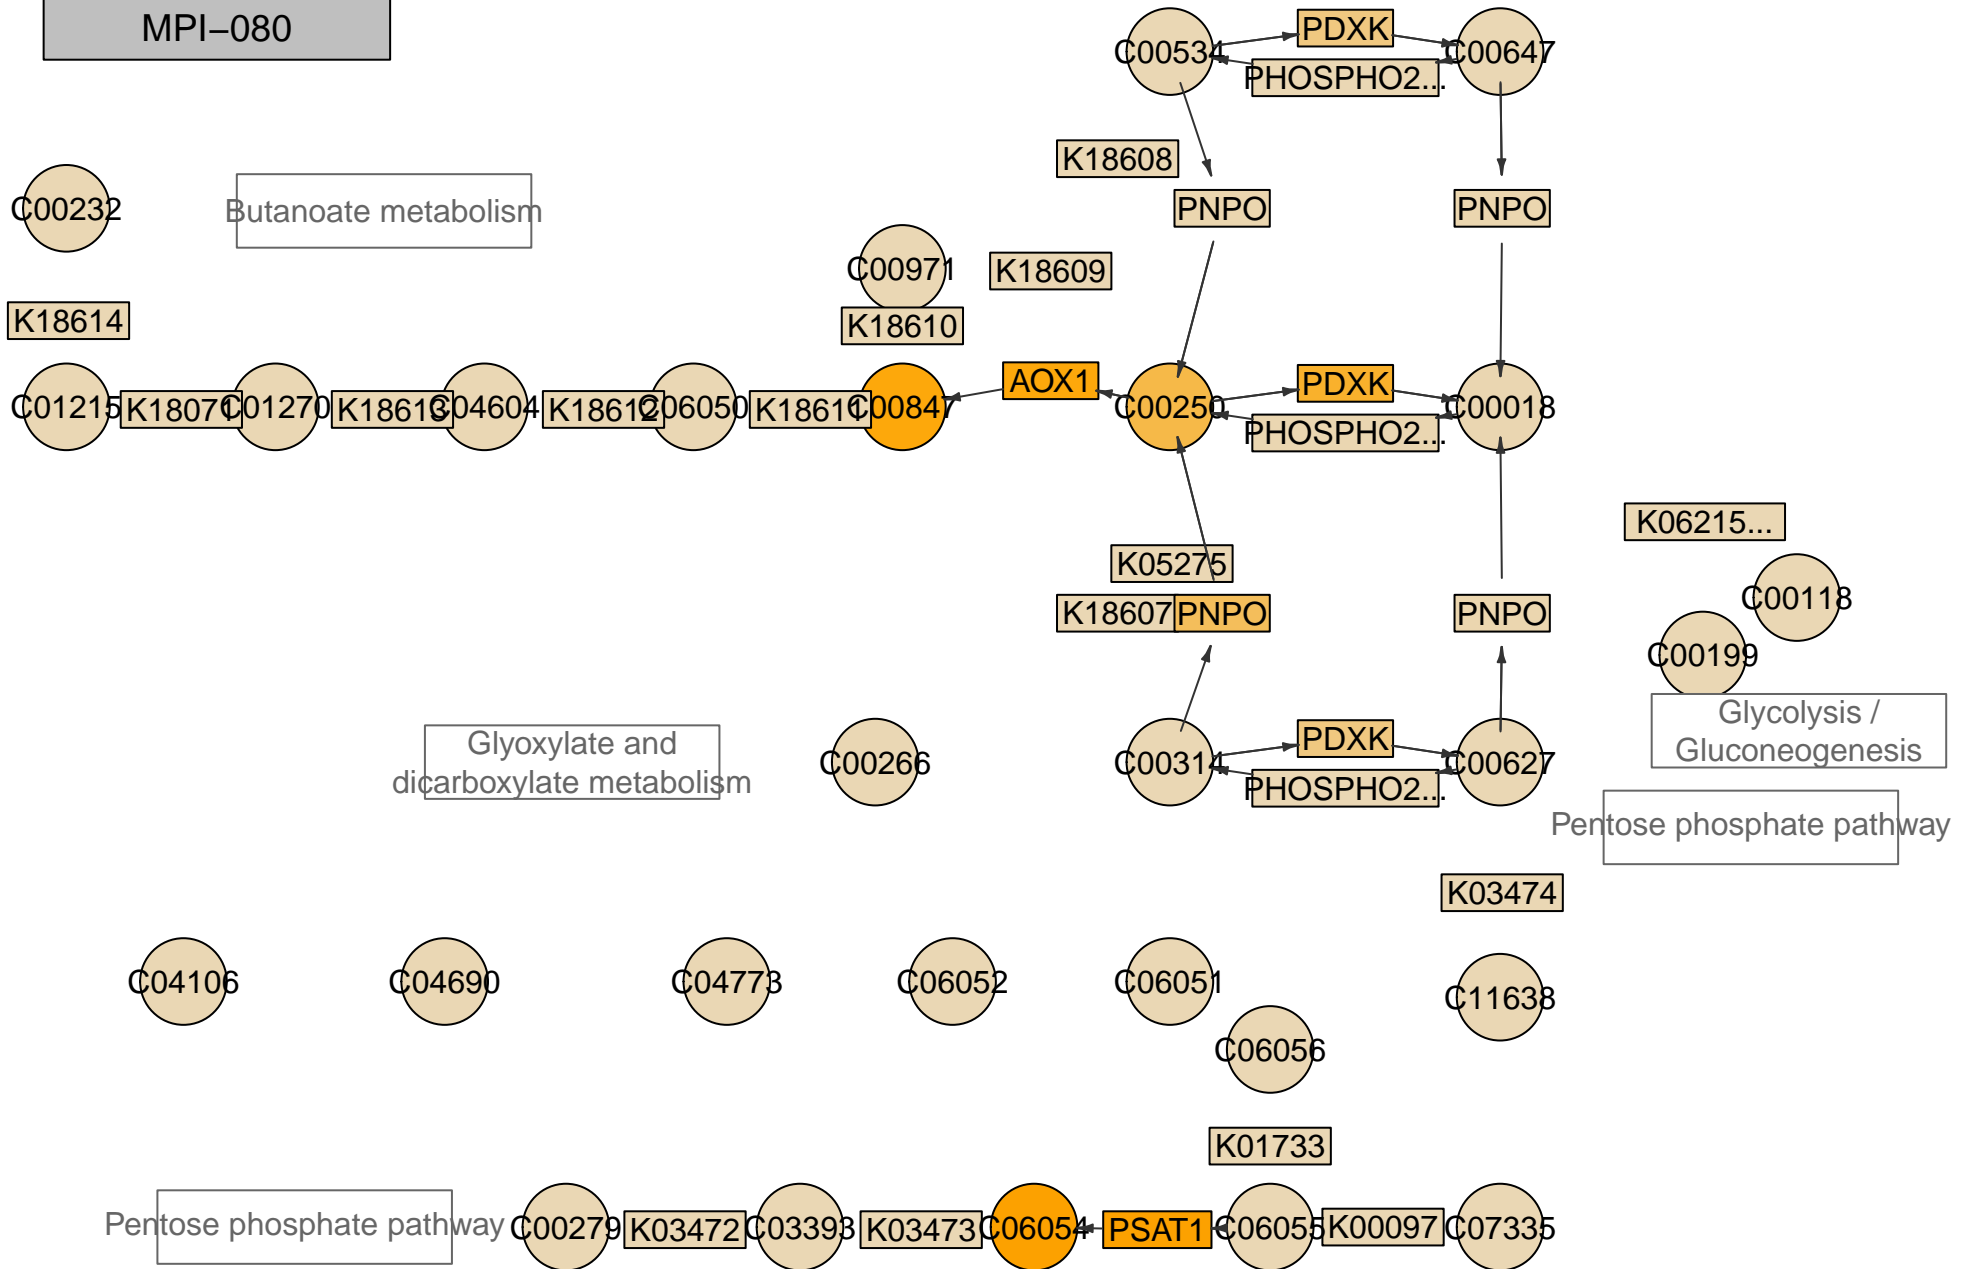 MPI–080
C00534
PDXK
C00647
PHOSPHO2...
K18608
C00232
Butanoate metabolism
PNPO
PNPO
C00971
K18609
K18614
K18610
AOX1
PDXK
C01215
K18071
C01270
K18613
C04604
K18612
C06050
K18611
C00847
C00250
C00018
PHOSPHO2...
K06215...
K05275
C00118
K18607
PNPO
PNPO
C00199
Glycolysis /
Gluconeogenesis
Glyoxylate and
dicarboxylate metabolism
C00266
C00314
PDXK
C00627
PHOSPHO2...
Pentose phosphate pathway
K03474
C04106
C04690
C04773
C06052
C06051
C11638
C06056
K01733
Pentose phosphate pathway
C00279
K03472
C03393
K03473
C06054
PSAT1
C06055
K00097
C07335